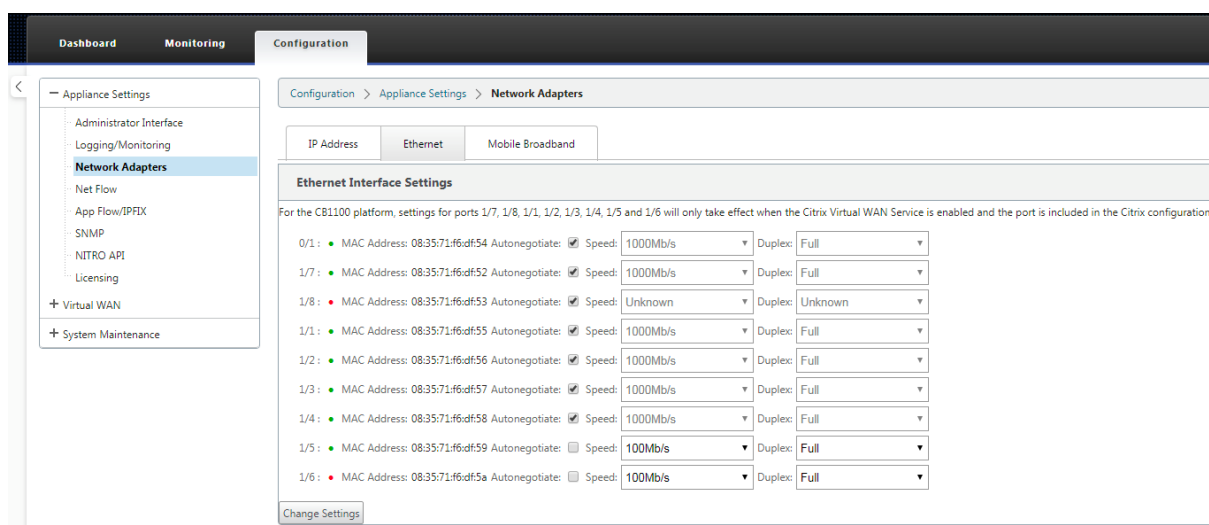 Dashboard Monitoring Configuration
Appliance Settings
Administrator Interface
Logging/Monitoring
Network Adapters
Net Flow
App Flow/IPFIX
SNMP
NITRO API
Licensing
Virtual WAN
System Maintenance
Configuration > Appliance Settings > Network Adapters
IP Address Ethernet Mobile Broadband
Ethernet Interface Settings
For the CB1100 platform, settings for ports 1/7, 1/8, 1/1, 1/2, 1/3, 1/4, 1/5 and 1/6 will only take effect when the Citrix Virtual WAN Service is enabled and the port is included in the Citrix configuration
0/1 : MAC Address: 08:35:71:f6:df:54 Autonegotiate: Speed: 1000Mb/s Duplex: Full
1/7 : MAC Address: 08:35:71:f6:df:52 Autonegotiate: Speed: 1000Mb/s Duplex: Full
1/8 : MAC Address: 08:35:71:f6:df:53 Autonegotiate: Speed: Unknown Duplex: Unknown
1/1 : MAC Address: 08:35:71:f6:df:55 Autonegotiate: Speed: 1000Mb/s Duplex: Full
1/2 : MAC Address: 08:35:71:f6:df:56 Autonegotiate: Speed: 1000Mb/s Duplex: Full
1/3 : MAC Address: 08:35:71:f6:df:57 Autonegotiate: Speed: 1000Mb/s Duplex: Full
1/4 : MAC Address: 08:35:71:f6:df:58 Autonegotiate: Speed: 1000Mb/s Duplex: Full
1/5 : MAC Address: 08:35:71:f6:df:59 Autonegotiate: Speed: 100Mb/s Duplex: Full
1/6 : MAC Address: 08:35:71:f6:df:5a Autonegotiate: Speed: 100Mb/s Duplex: Full
Change Settings